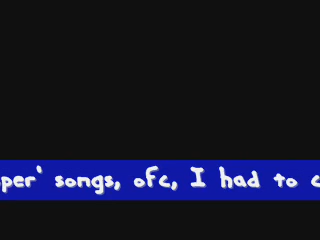 per' songs, ofc, I had to